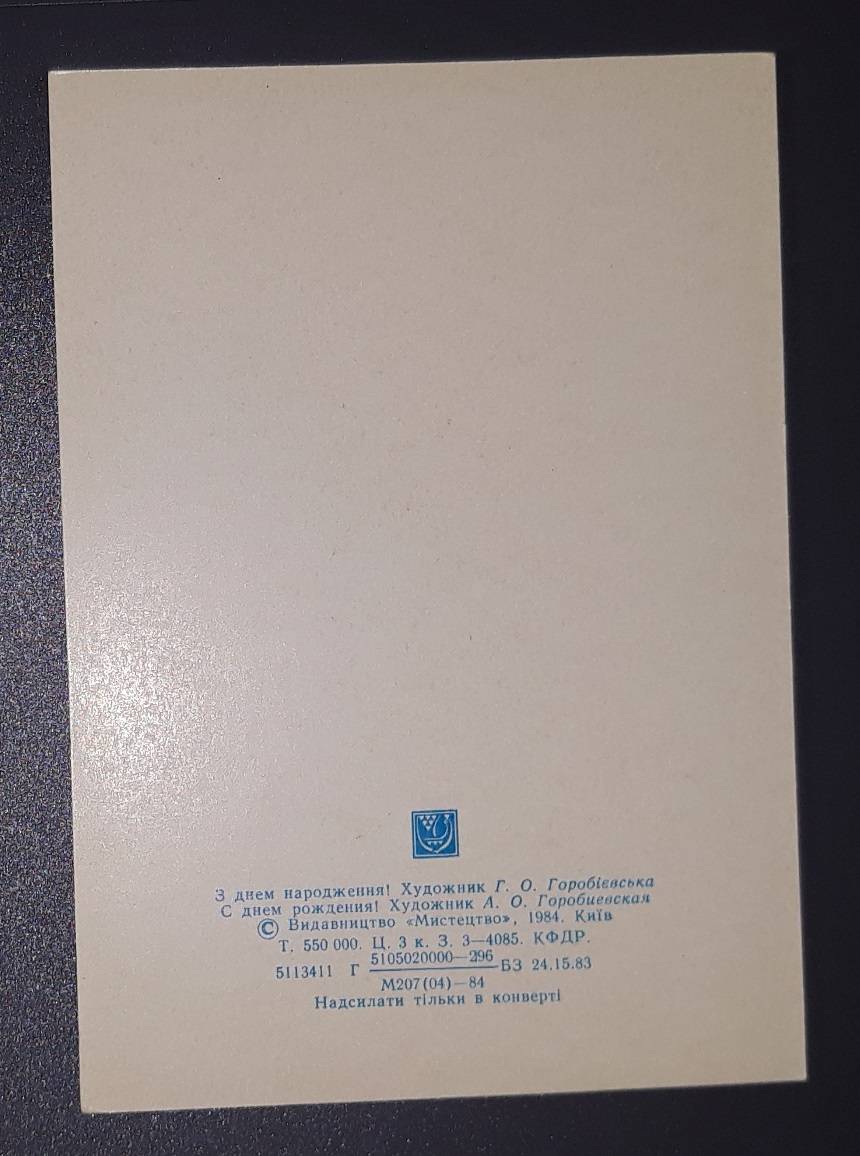 З днем народження! Художник Г. О. Горобієвська
С днем рождения! Художник А. О. Горобиевская
© Видавництво «Мистецтво», 1984. Київ
Т. 550 000. Ц. 3 к. З. 3—4085. КФДР.
5105020000—296
5113411 Г БЗ 24.15.83
М207(04)—84
Надсилати тільки в конверті